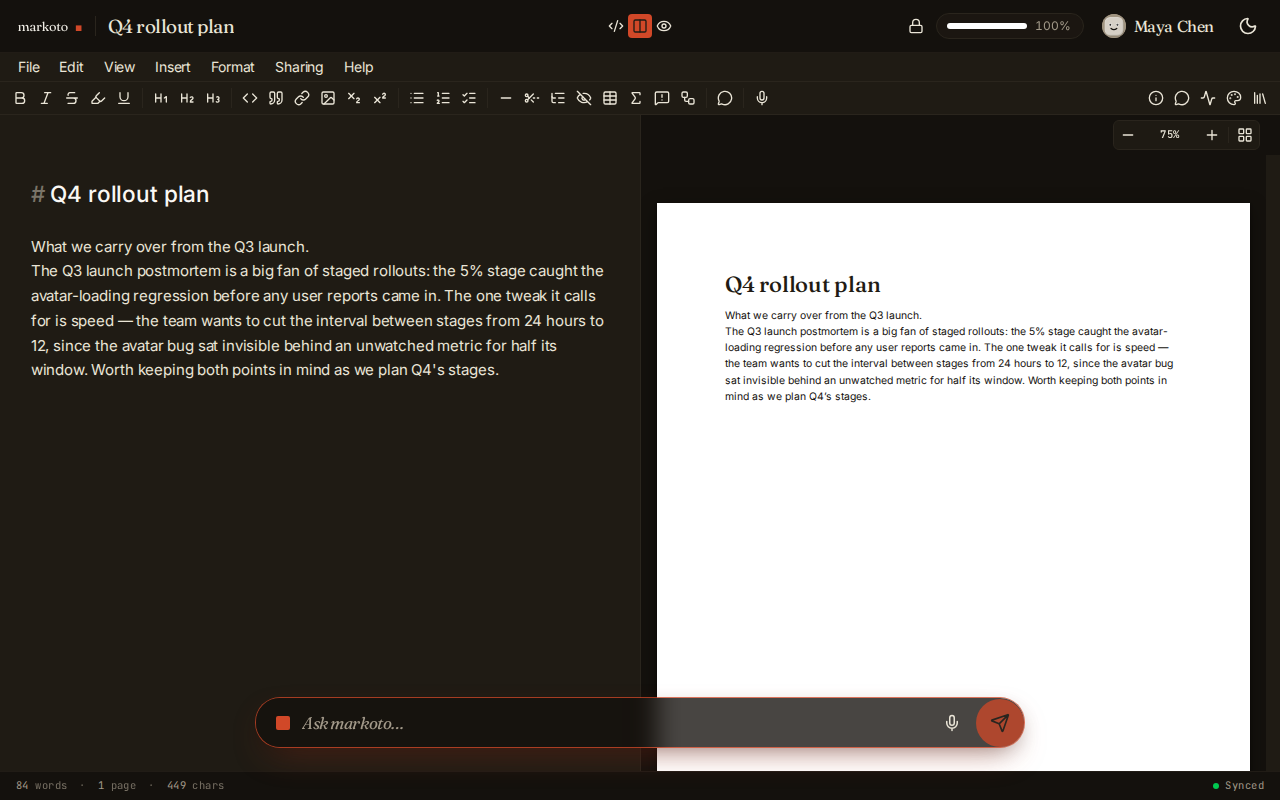 markoto
Q4 rollout plan
100%
Maya Chen
File Edit View Insert Format Sharing Help
H1 H2 H3
75%
# Q4 rollout plan
What we carry over from the Q3 launch.
The Q3 launch postmortem is a big fan of staged rollouts: the 5% stage caught the
avatar-loading regression before any user reports came in. The one tweak it calls
for is speed — the team wants to cut the interval between stages from 24 hours to
12, since the avatar bug sat invisible behind an unwatched metric for half its
window. Worth keeping both points in mind as we plan Q4's stages.
Q4 rollout plan
What we carry over from the Q3 launch.
The Q3 launch postmortem is a big fan of staged rollouts: the 5% stage caught the avatar-
loading regression before any user reports came in. The one tweak it calls for is speed —
the team wants to cut the interval between stages from 24 hours to 12, since the avatar bug
sat invisible behind an unwatched metric for half its window. Worth keeping both points in
mind as we plan Q4's stages.
Ask markoto...
84 words · 1 page · 449 chars
Synced